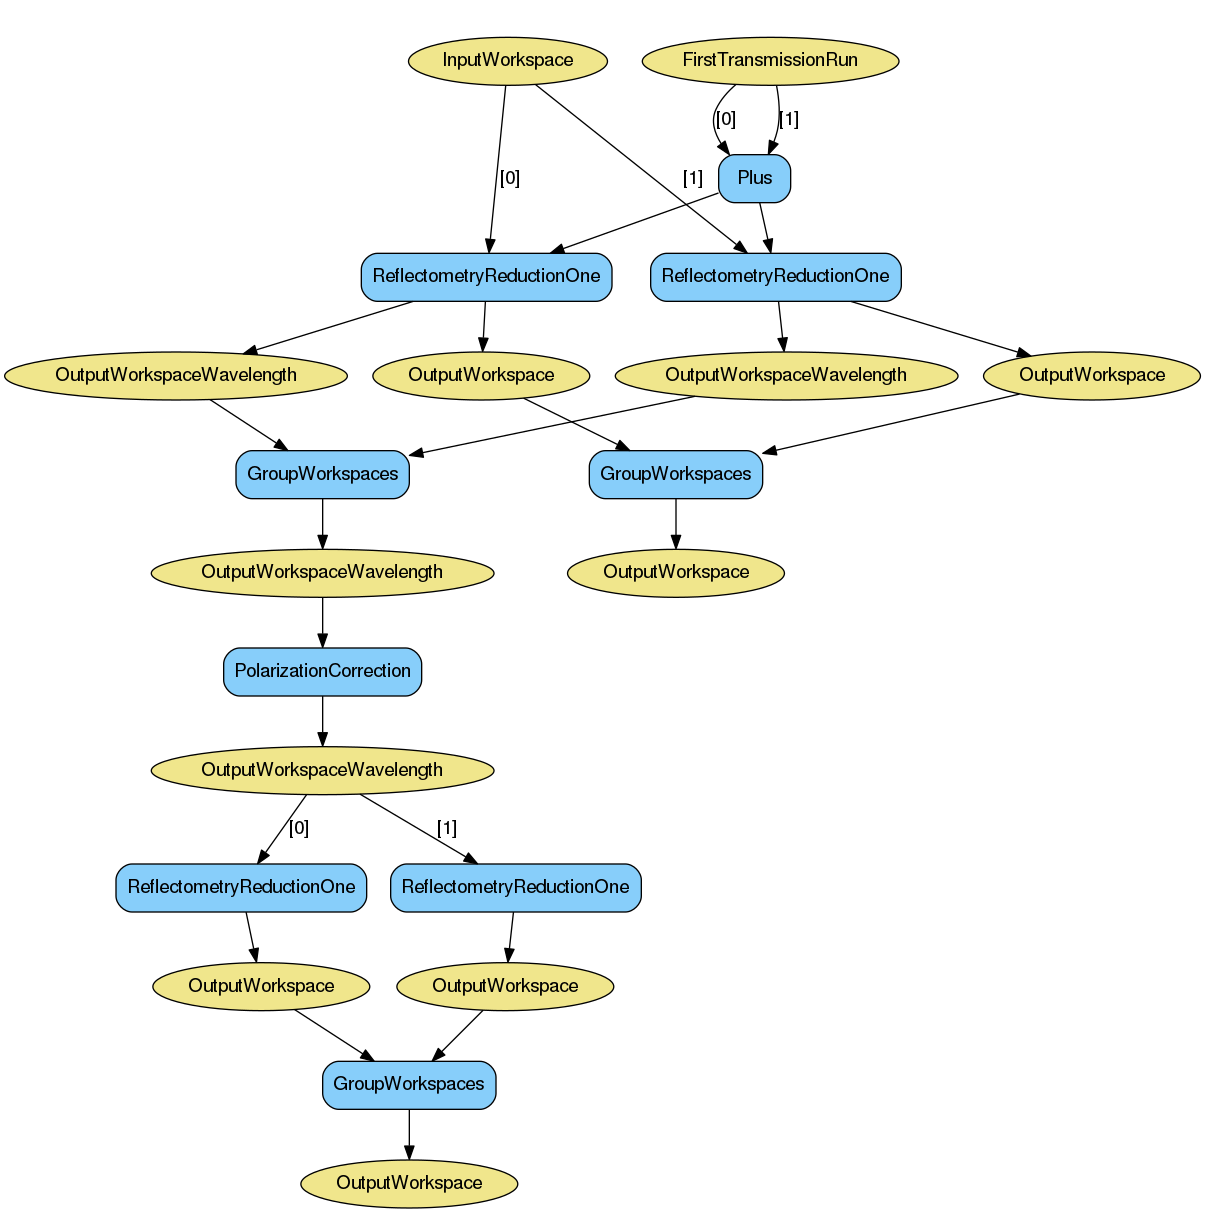 InputWorkspace
FirstTransmissionRun
[0]
[1]
Plus
[0]
[1]
ReflectometryReductionOne
ReflectometryReductionOne
OutputWorkspaceWavelength
OutputWorkspace
OutputWorkspaceWavelength
OutputWorkspace
GroupWorkspaces
GroupWorkspaces
OutputWorkspaceWavelength
OutputWorkspace
PolarizationCorrection
OutputWorkspaceWavelength
[0]
[1]
ReflectometryReductionOne
ReflectometryReductionOne
OutputWorkspace
OutputWorkspace
GroupWorkspaces
OutputWorkspace